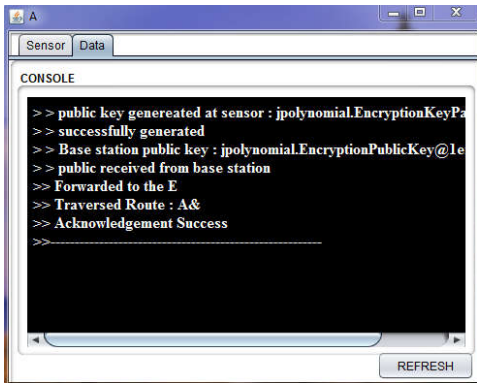 A
Sensor Data
CONSOLE
>> public key genereated at sensor : jpolynomial.EncryptionKeyPa
>> successfully generated
>> Base station public key : jpolynomial.EncryptionPublicKey@1e
>> public received from base station
>> Forwarded to the E
>> Traversed Route : A&
>> Acknowledgement Success
>>--------------------------------------------------------
REFRESH